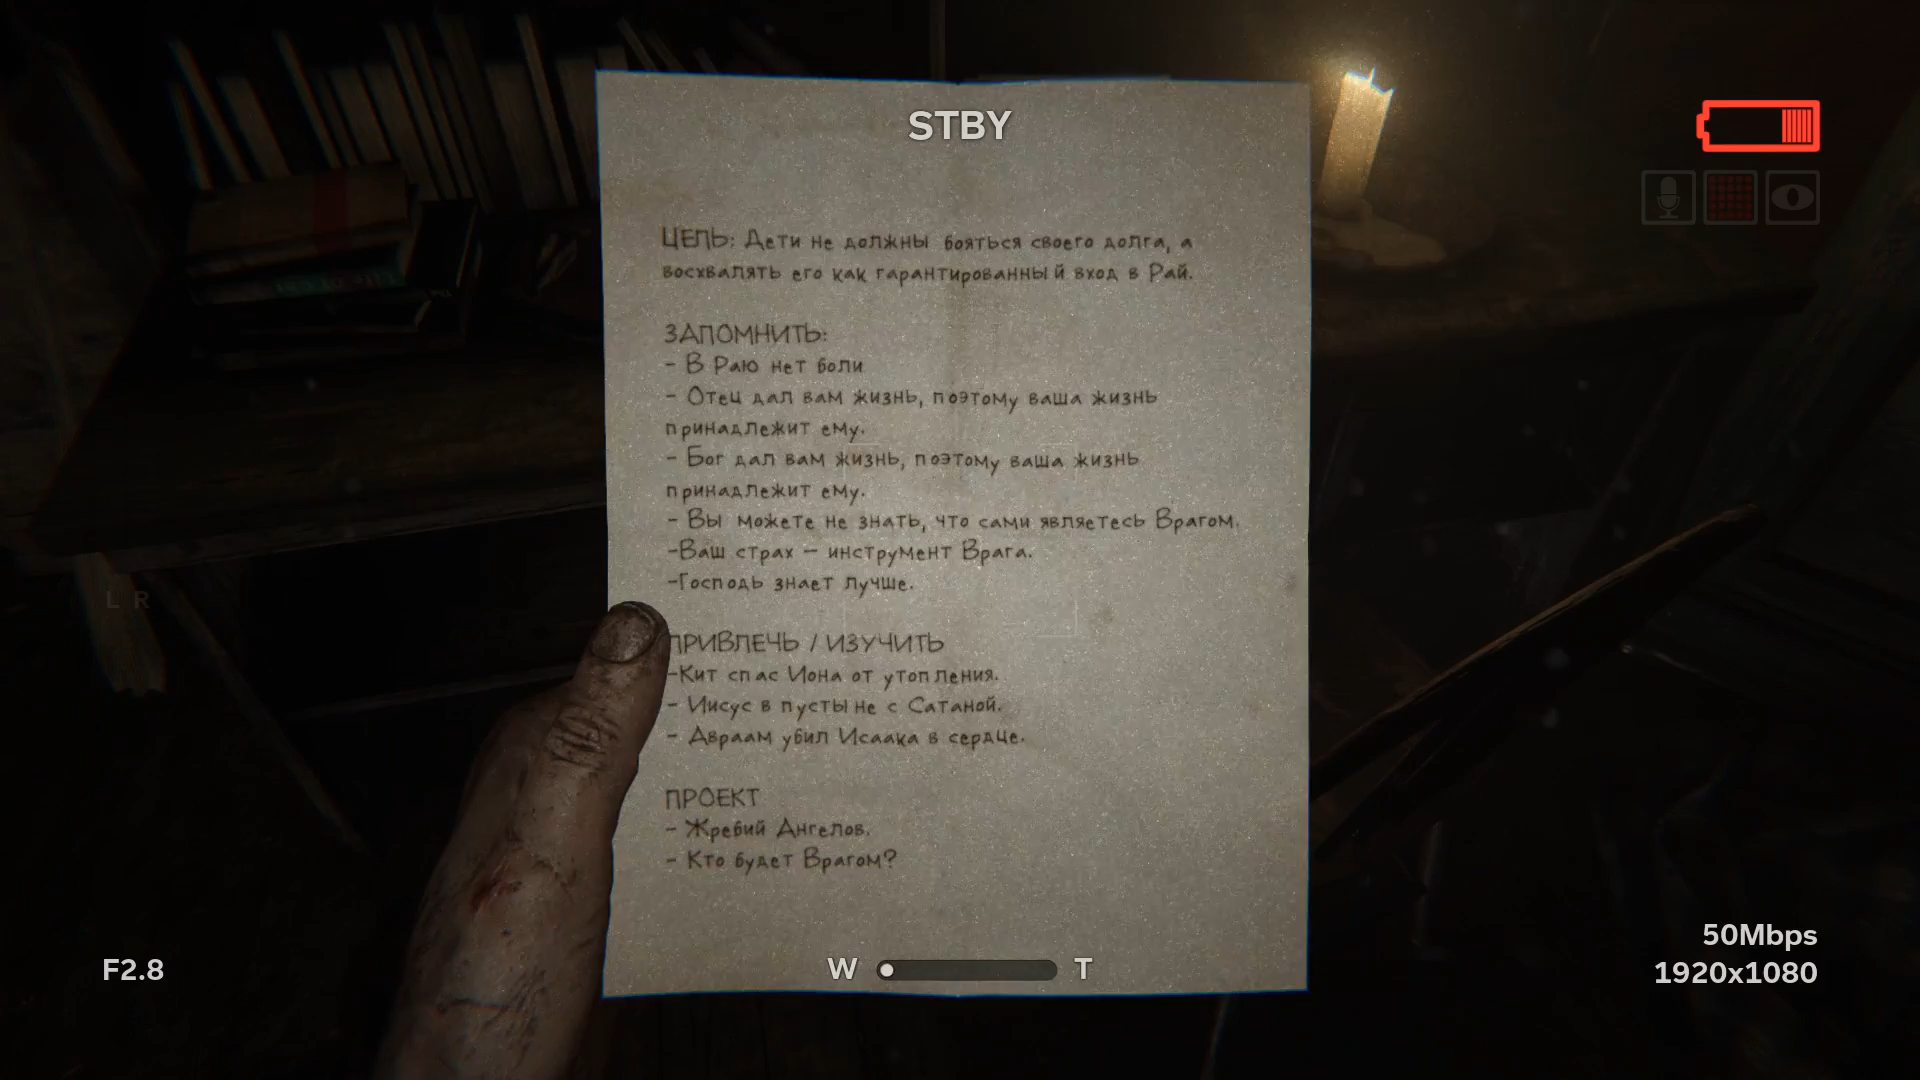 STBY
ЦЕЛЬ: Дети не должны бояться своего долга, а
восхвалять его как гарантированный вход в Рай.
ЗАПОМНИТЬ:
- В Раю нет боли
- Отец дал вам жизнь, поэтому ваша жизнь
принадлежит ему.
- Бог дал вам жизнь, поэтому ваша жизнь
принадлежит ему.
- Вы можете не знать, что сами являетесь Врагом.
-Ваш страх – инструмент Врага.
-Господь знает лучше.
L R
ПРИВЛЕЧЬ / ИЗУЧИТЬ
-Кит спас Иона от утопления.
- Иисус в пустыне с Сатаной.
- Авраам убил Исаака в сердце.
ПРОЕКТ
- Жребий Ангелов.
- Кто будет Врагом?
F2.8
W T
50Mbps
1920x1080